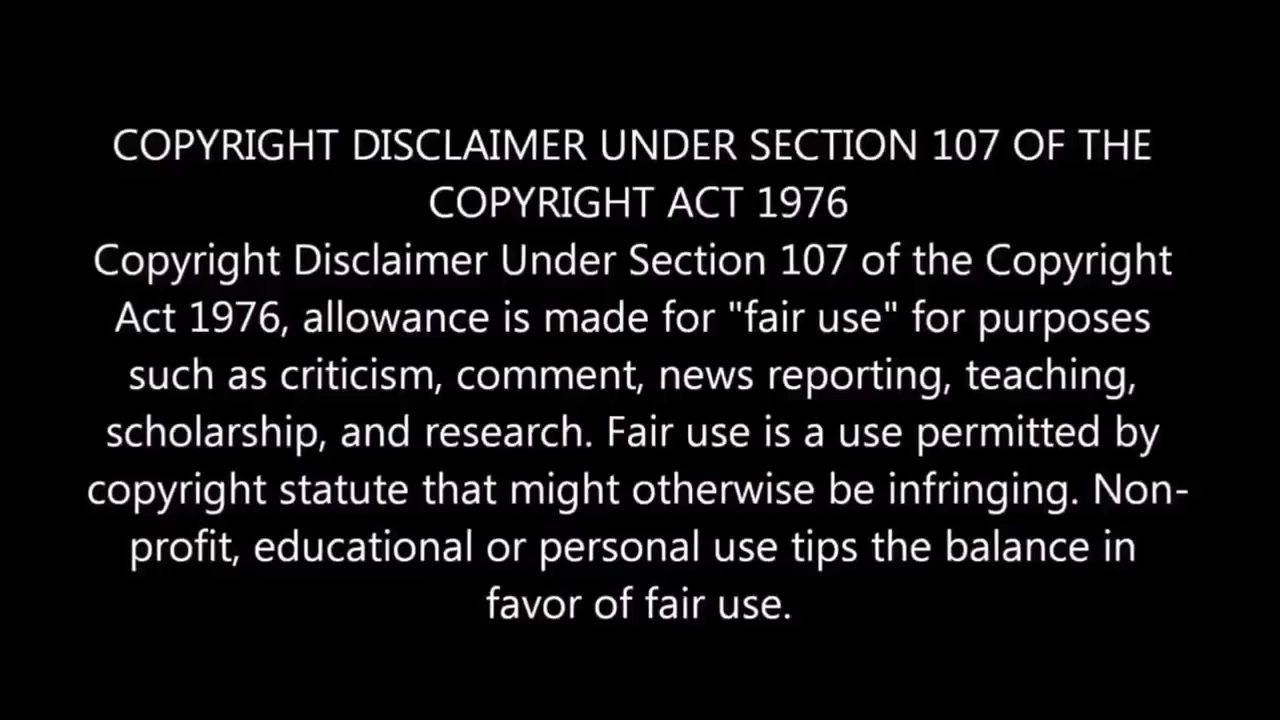 COPYRIGHT DISCLAIMER UNDER SECTION 107 OF THE
COPYRIGHT ACT 1976
Copyright Disclaimer Under Section 107 of the Copyright
Act 1976, allowance is made for "fair use" for purposes
such as criticism, comment, news reporting, teaching,
scholarship, and research. Fair use is a use permitted by
copyright statute that might otherwise be infringing. Non-
profit, educational or personal use tips the balance in
favor of fair use.